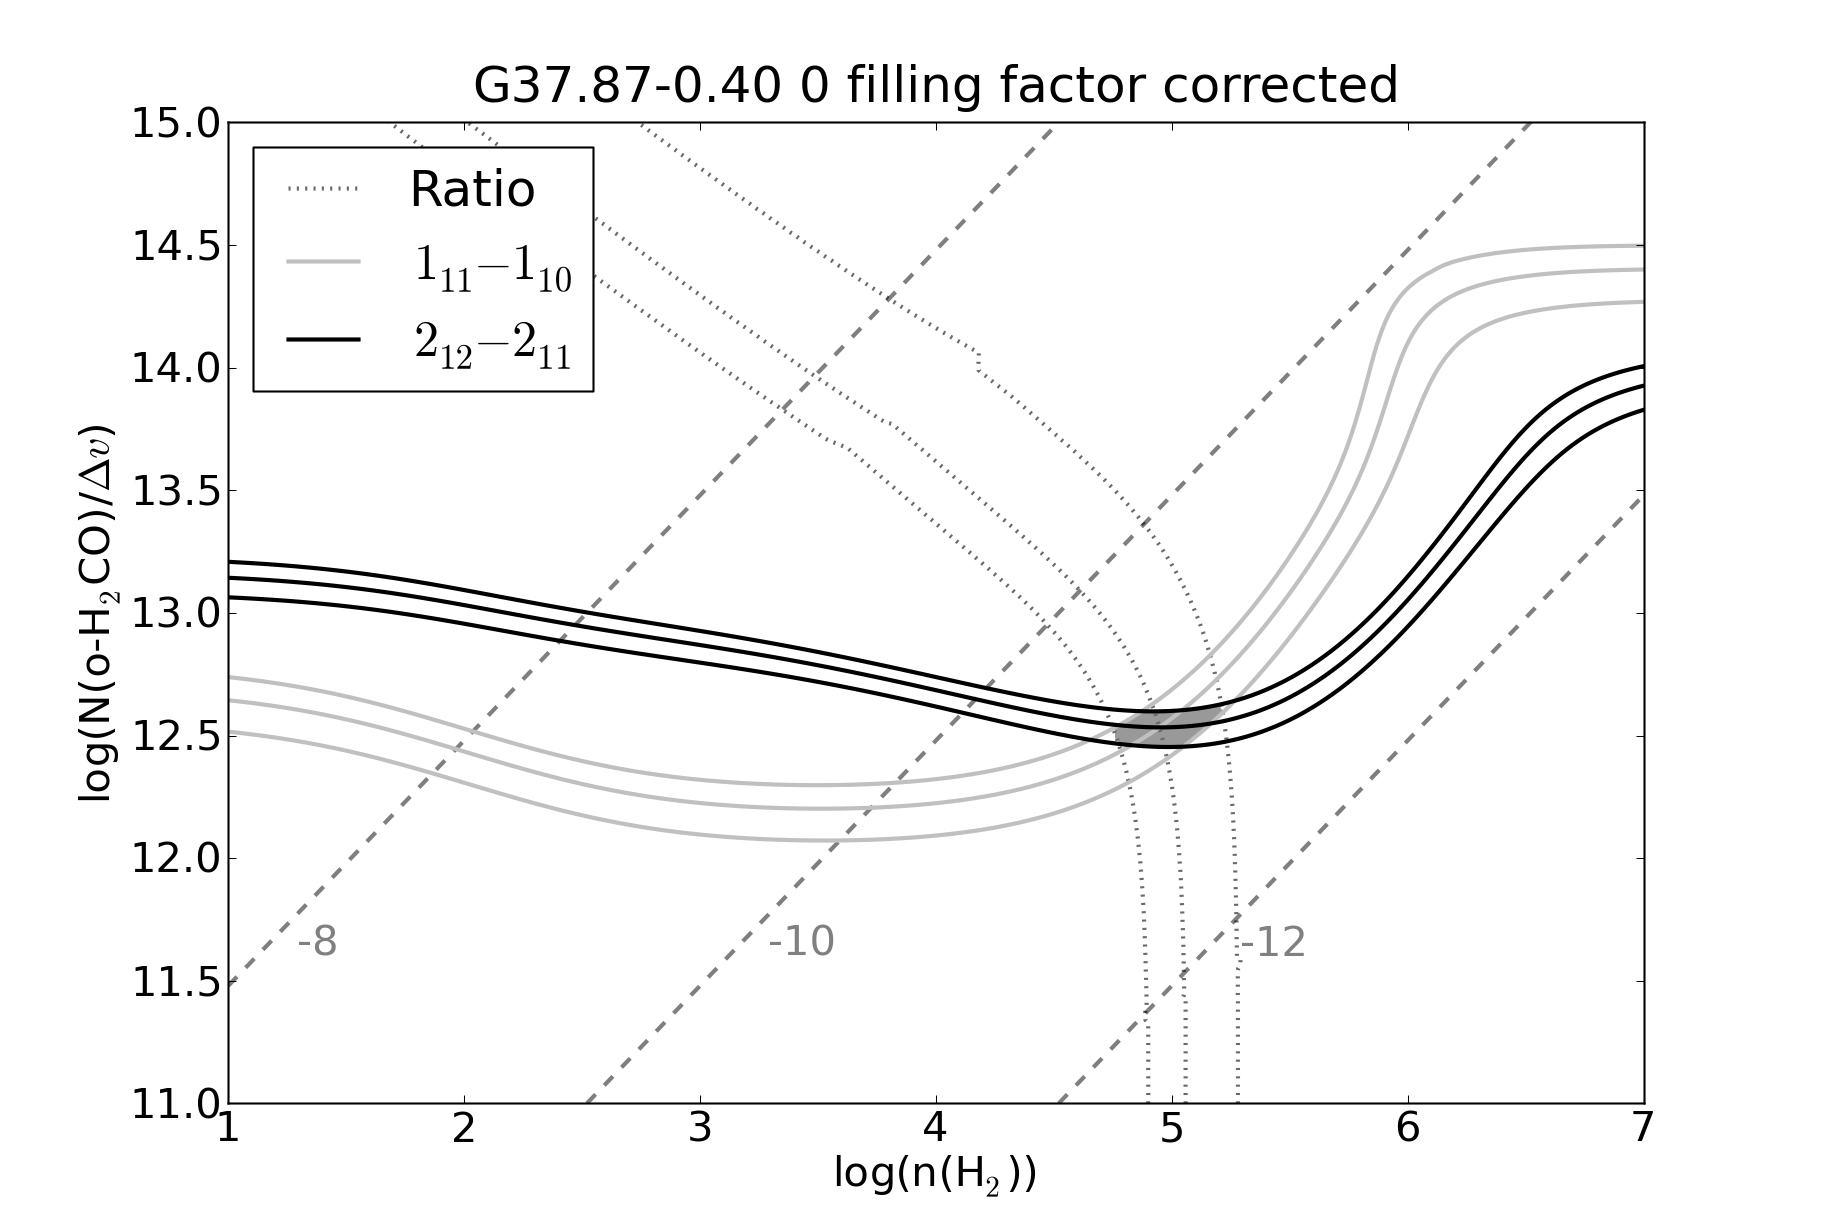 G37.87-0.40 0 filling factor corrected
15.0
14.5
14.0
13.5
13.0
12.5
12.0
11.5
11.0
log(N(o-H₂CO)/Δv)
Ratio
1₁₁−1₁₀
2₁₂−2₁₁
-8
-10
-12
1 2 3 4 5 6 7
log(n(H₂))